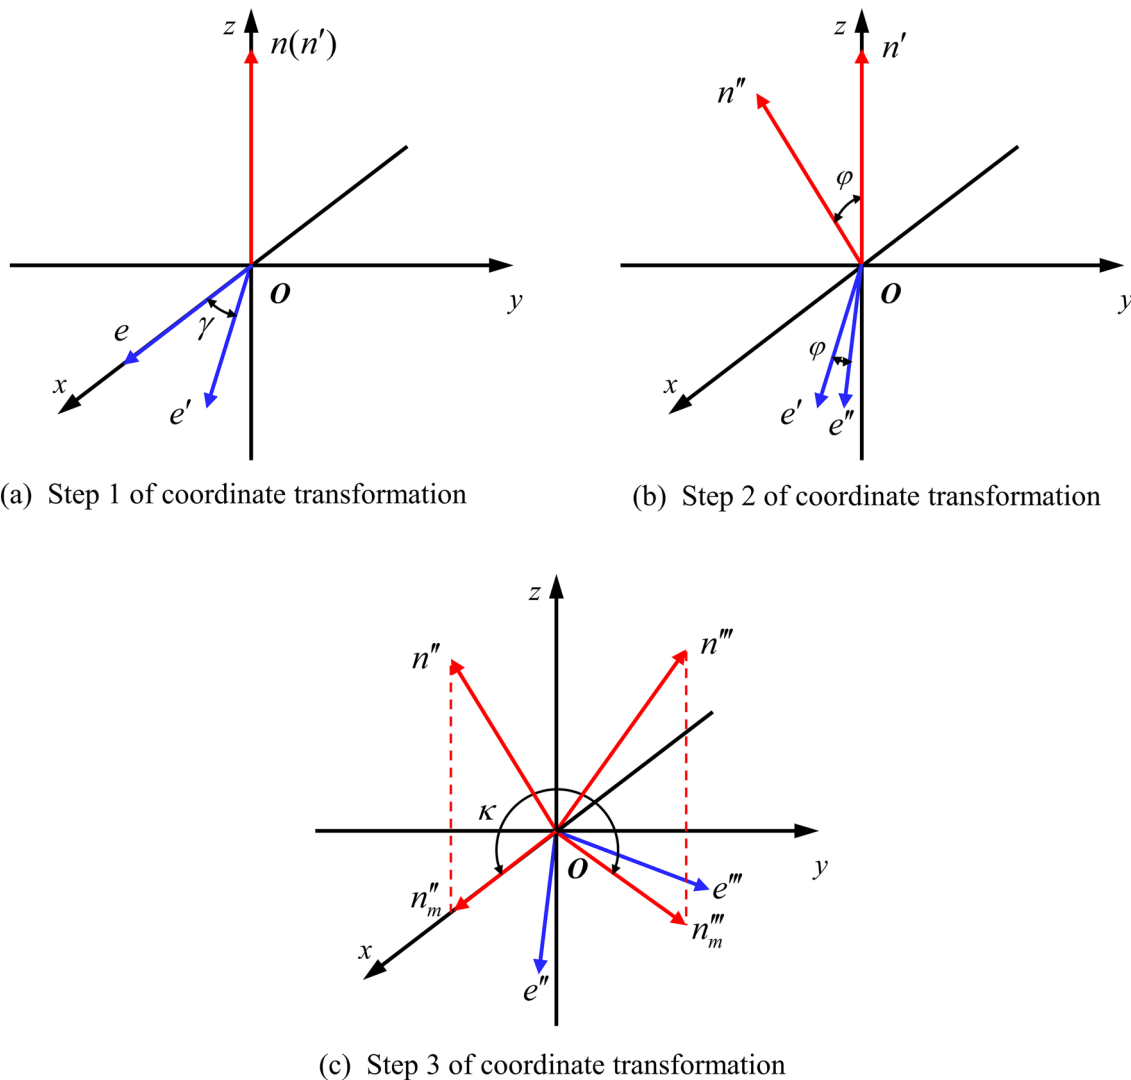 z
n(n′)
O
y
e
γ
x
e′
(a) Step 1 of coordinate transformation
z
n′
n″
φ
O
y
φ
x
e′
e″
(b) Step 2 of coordinate transformation
z
n″
n‴
κ
O
y
e‴
n″m
n‴m
x
e″
(c) Step 3 of coordinate transformation